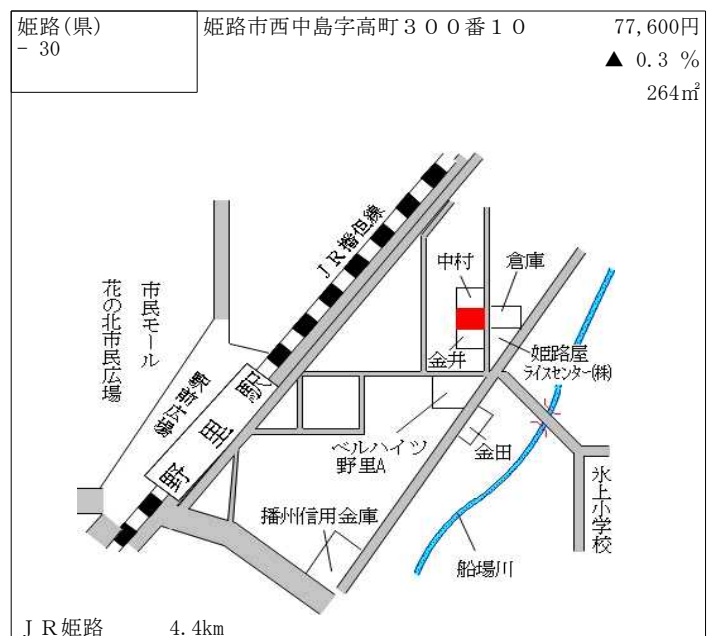 姫路(県)
- 30
姫路市西中島字高町３００番１０
77,600円
▲ 0.3 %
264㎡
ＪＲ播但線
中村
倉庫
市民モール
花の北市民広場
駅前広場
野里駅
金井
姫路屋
ライスセンター(株)
ベルハイツ
野里A
金田
播州信用金庫
氷上小学校
船場川
ＪＲ姫路 4.4km